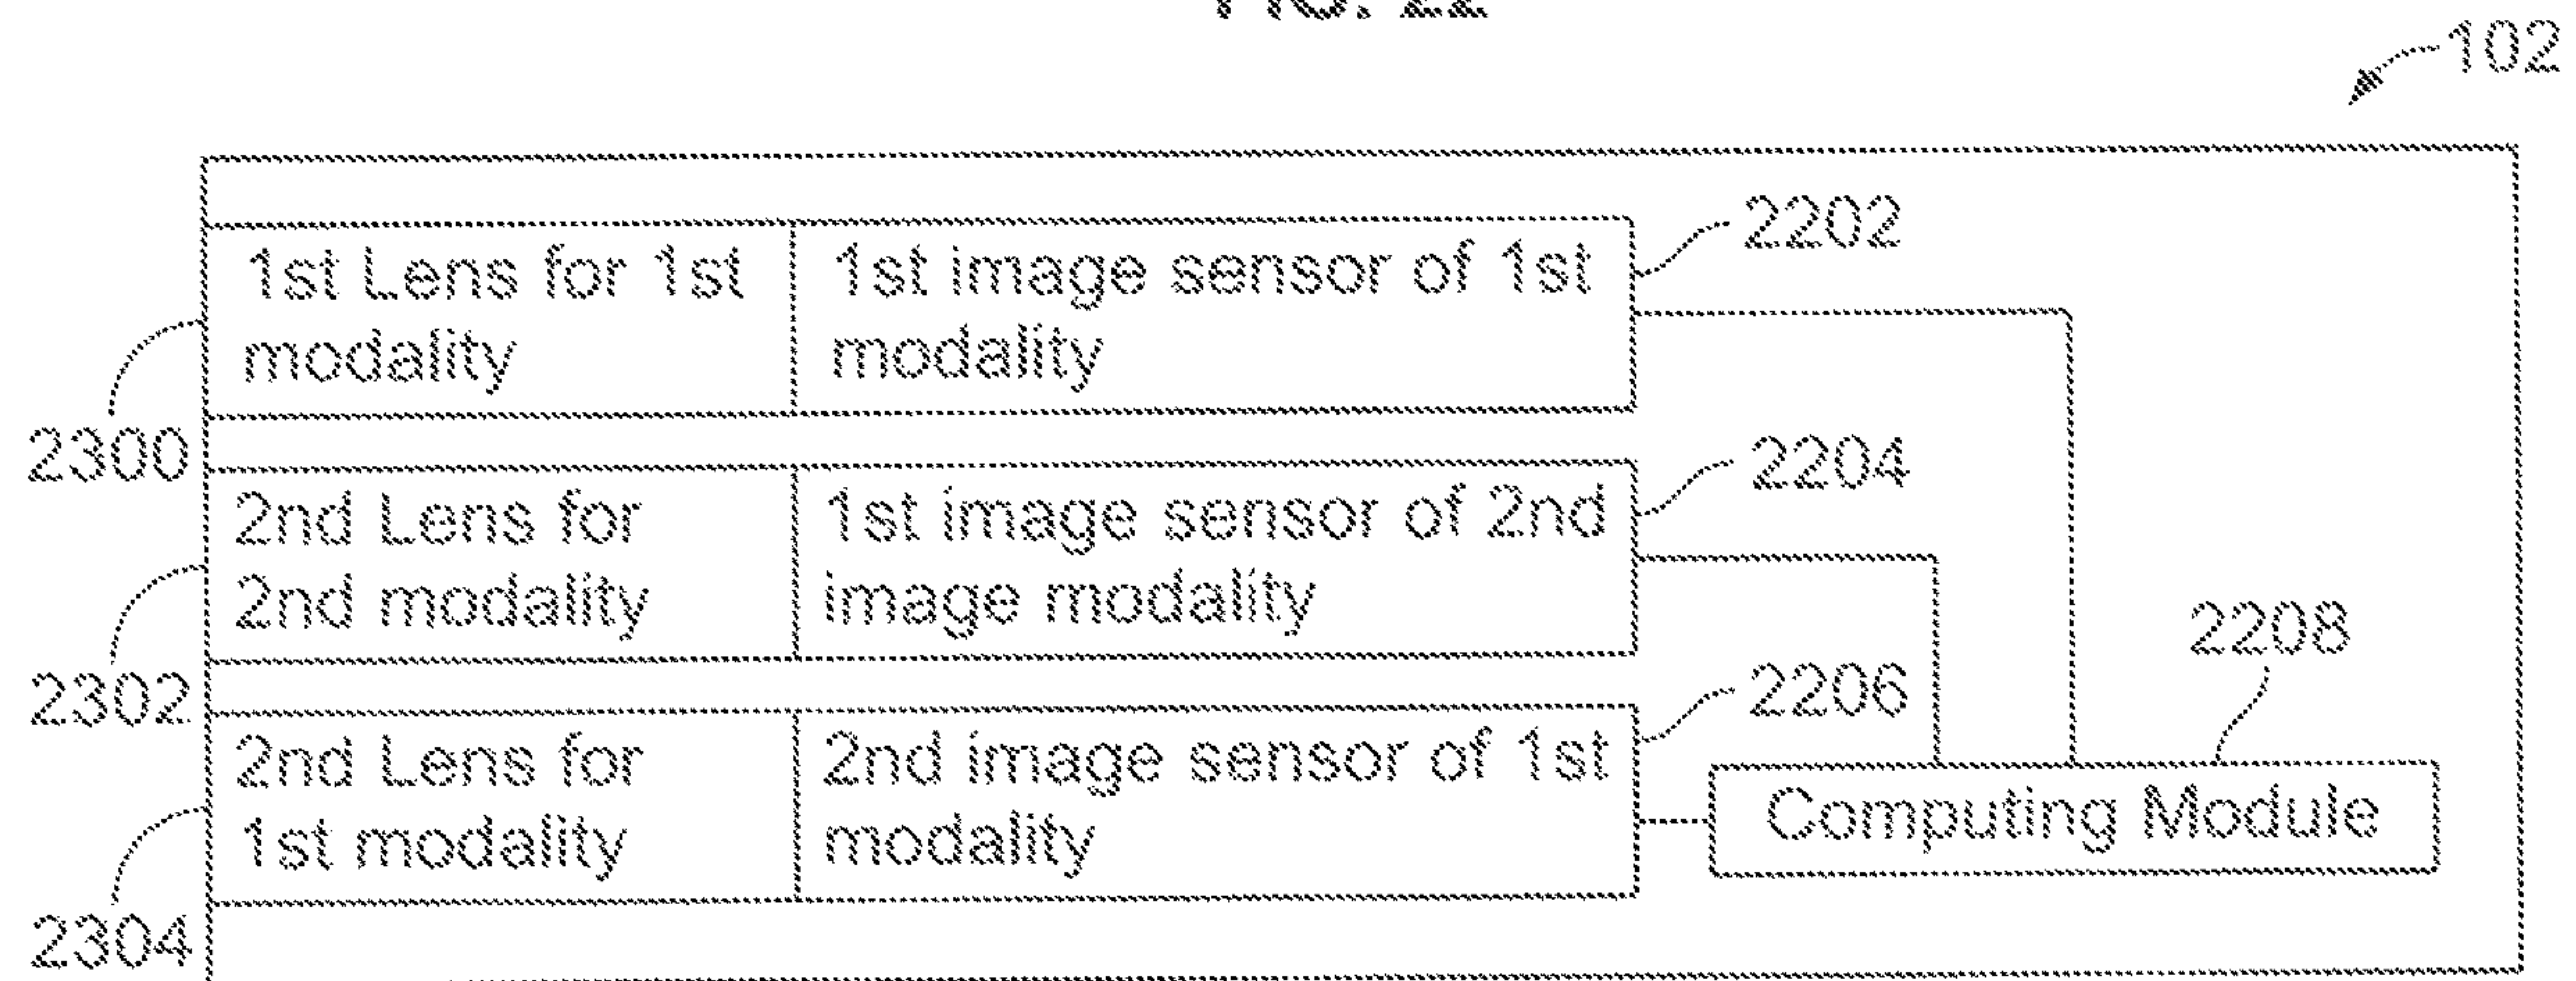 FIG. 22
102
1st Lens for 1st
modality
1st image sensor of 1st
modality
2202
2300
2nd Lens for
2nd modality
1st image sensor of 2nd
image modality
2204
2302
2nd Lens for
1st modality
2nd image sensor of 1st
modality
2206
2304
2208
Computing Module